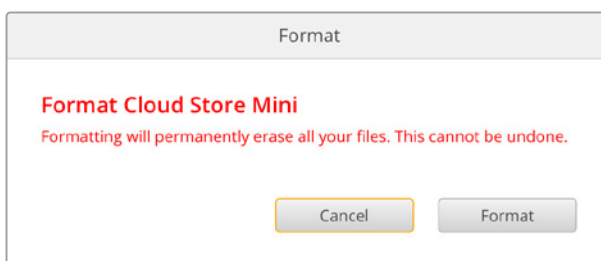 Format
Format Cloud Store Mini
Formatting will permanently erase all your files. This cannot be undone.
Cancel Format